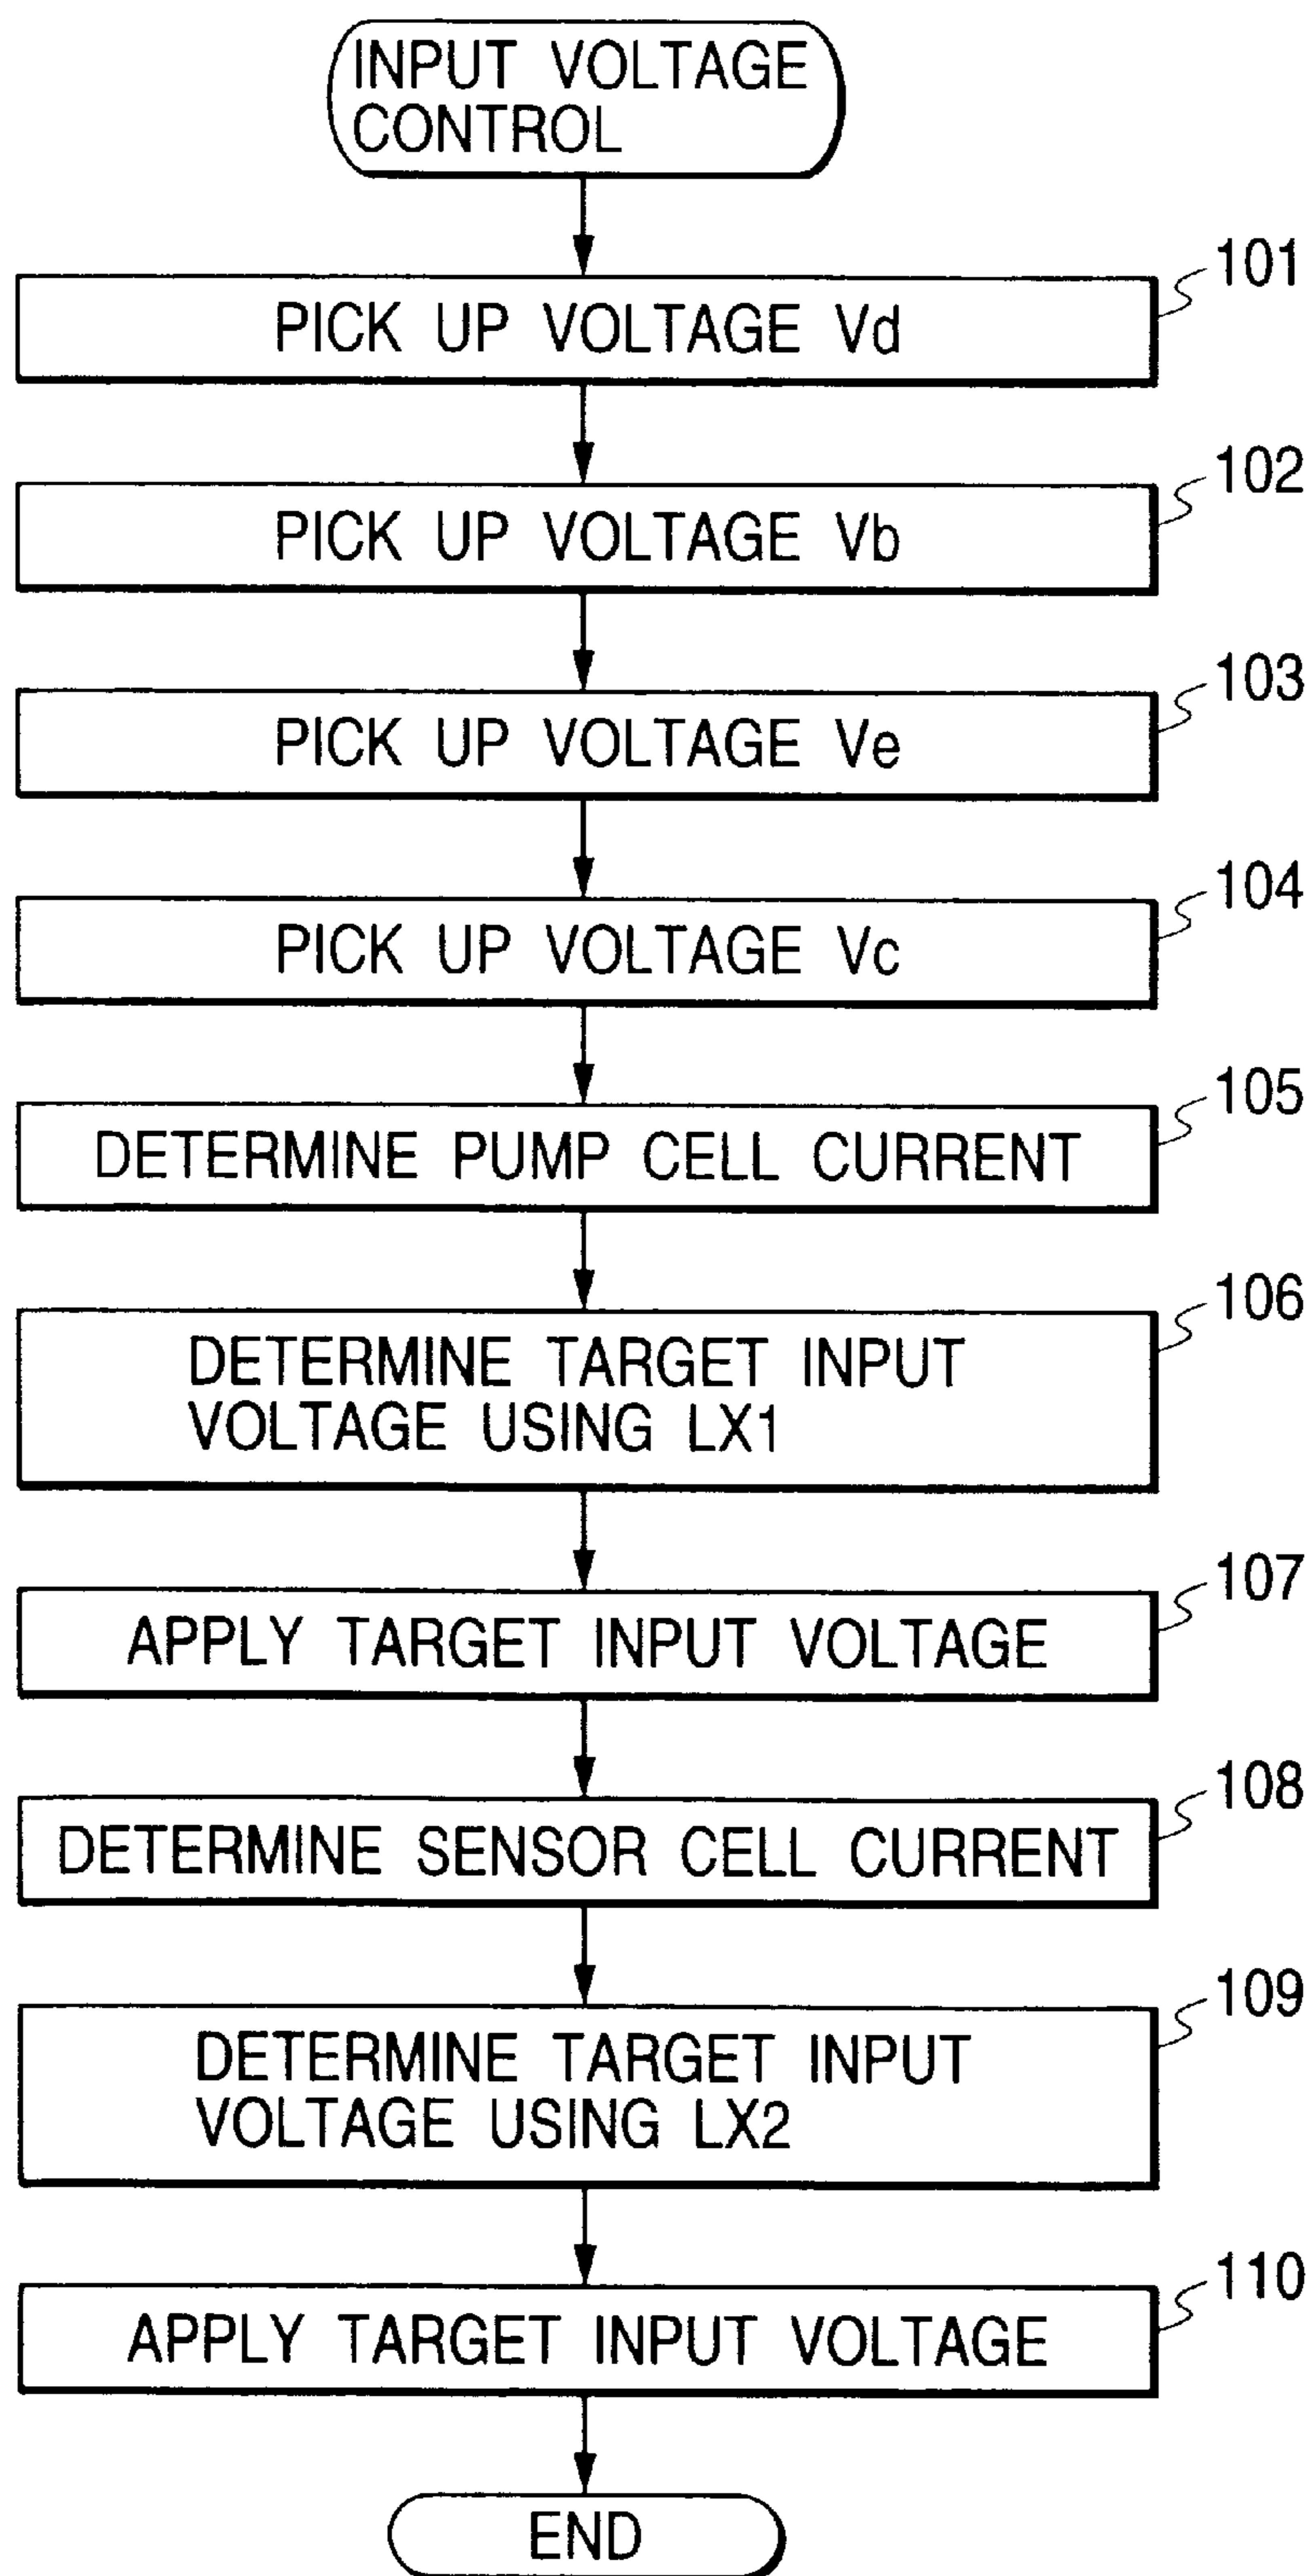 INPUT VOLTAGE
CONTROL
101
PICK UP VOLTAGE Vd
102
PICK UP VOLTAGE Vb
103
PICK UP VOLTAGE Ve
104
PICK UP VOLTAGE Vc
105
DETERMINE PUMP CELL CURRENT
106
DETERMINE TARGET INPUT
VOLTAGE USING LX1
107
APPLY TARGET INPUT VOLTAGE
108
DETERMINE SENSOR CELL CURRENT
109
DETERMINE TARGET INPUT
VOLTAGE USING LX2
110
APPLY TARGET INPUT VOLTAGE
END